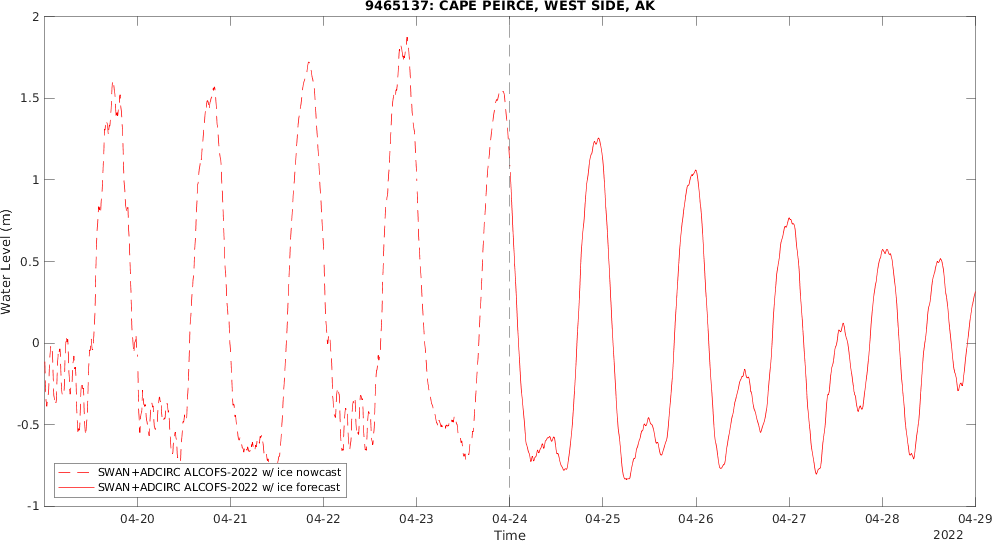 9465137: CAPE PEIRCE, WEST SIDE, AK
2
1.5
1
0.5
0
-0.5
-1
Water Level (m)
SWAN+ADCIRC ALCOFS-2022 w/ ice nowcast
SWAN+ADCIRC ALCOFS-2022 w/ ice forecast
04-20 04-21 04-22 04-23 04-24 04-25 04-26 04-27 04-28 04-29
Time
2022